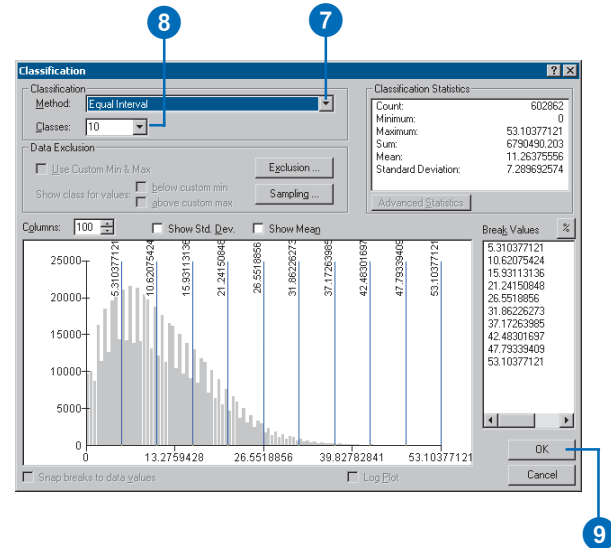 8 7
Classification
Classification
Method: Equal Interval
Classes: 10
Classification Statistics
Count: 602862
Minimum: 0
Maximum: 53.10377121
Sum: 6790490.203
Mean: 11.26375556
Standard Deviation: 7.289692574
Advanced Statistics
Data Exclusion
Use Custom Min & Max
Exclusion ...
Show class for values: below custom min
above custom max
Sampling ...
Columns: 100 Show Std. Dev. Show Mean
Break Values %
5.310377121
10.62075424
15.93113136
21.24150848
26.5518856
31.86226273
37.17263985
42.48301697
47.79339409
53.10377121
5.310377121
10.62075424
15.93113136
21.24150848
26.5518856
31.86226273
37.17263985
42.48301697
47.79339409
53.10377121
25000
20000
15000
10000
5000
0
0 13.2759428 26.5518856 39.82782841 53.10377121
Snap breaks to data values Log Plot
OK
Cancel
9